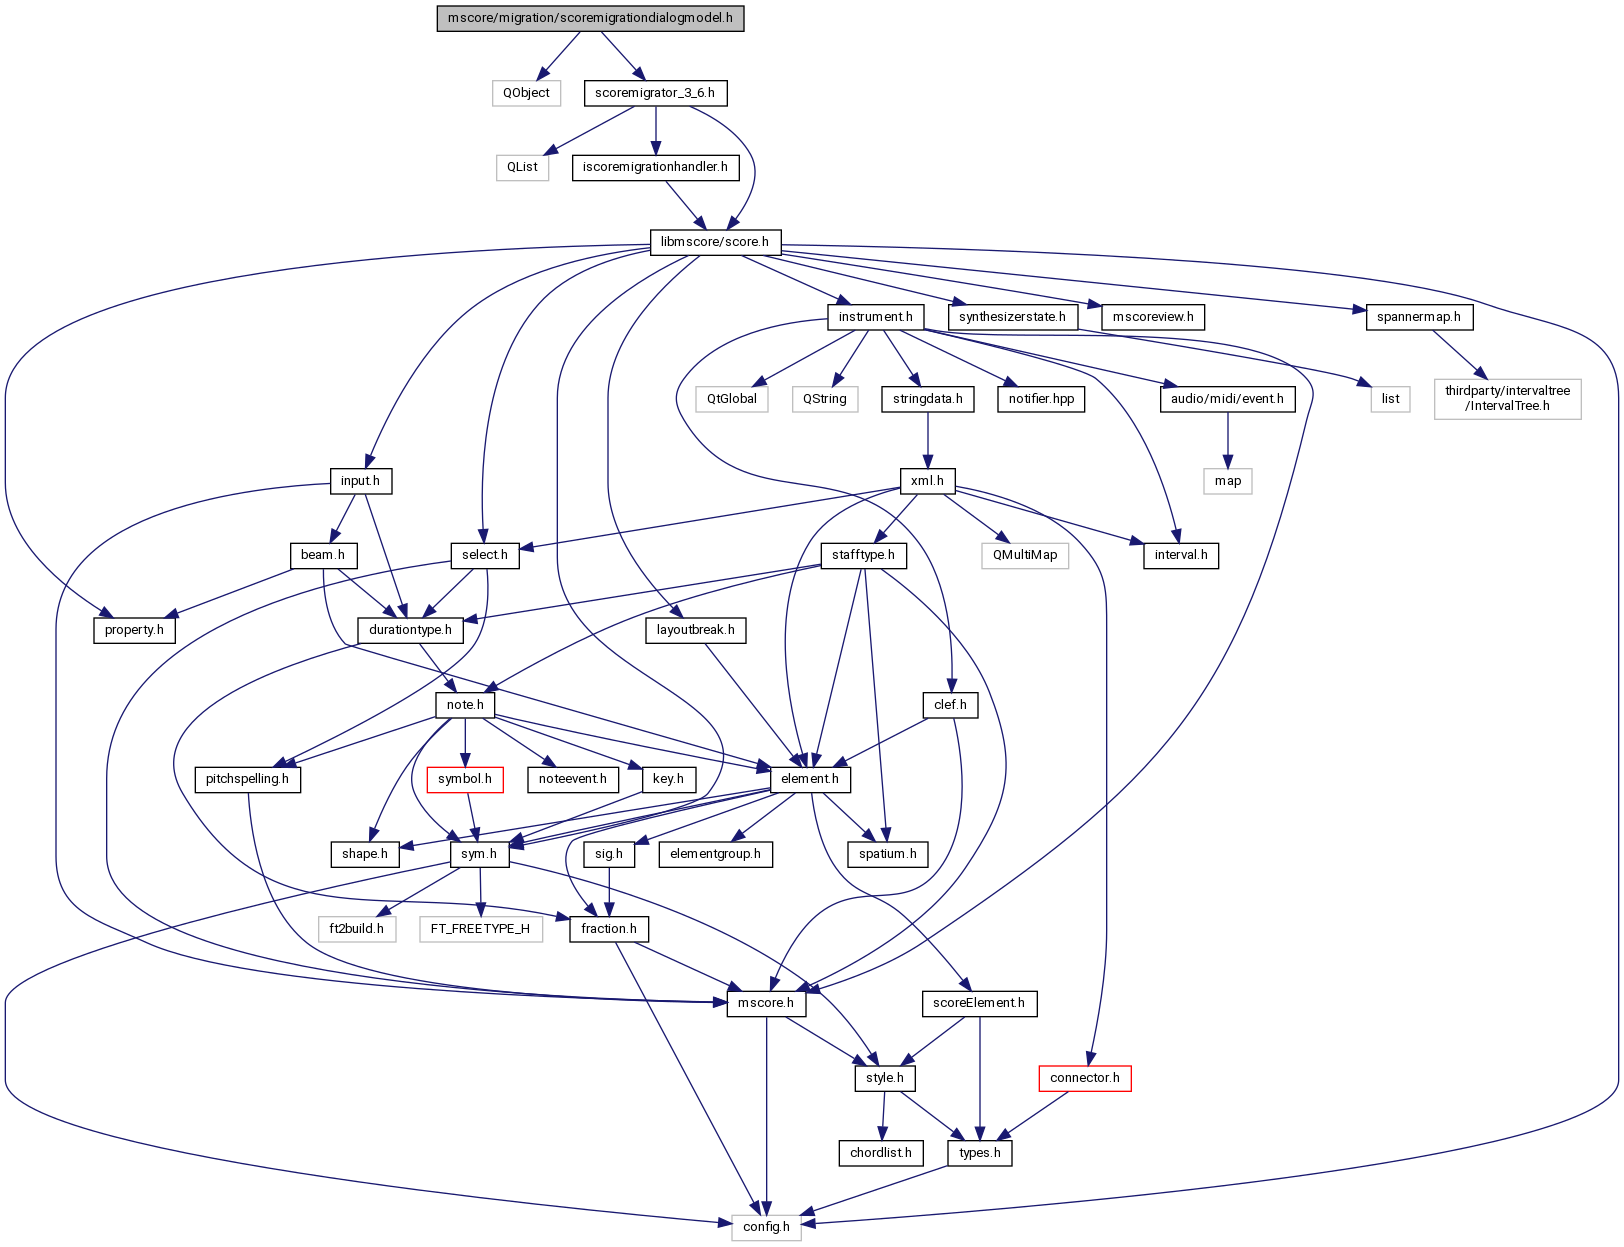 mscore/migration/scoremigrationdialogmodel.h
QObject
scoremigrator_3_6.h
QList
iscoremigrationhandler.h
libmscore/score.h
instrument.h
synthesizerstate.h
mscoreview.h
spannermap.h
QtGlobal
QString
stringdata.h
notifier.hpp
audio/midi/event.h
list
thirdparty/intervaltree
/IntervalTree.h
input.h
xml.h
map
beam.h
select.h
stafftype.h
QMultiMap
interval.h
property.h
durationtype.h
layoutbreak.h
note.h
clef.h
pitchspelling.h
symbol.h
noteevent.h
key.h
element.h
shape.h
sym.h
sig.h
elementgroup.h
spatium.h
ft2build.h
FT_FREETYPE_H
fraction.h
mscore.h
scoreElement.h
style.h
connector.h
chordlist.h
types.h
config.h